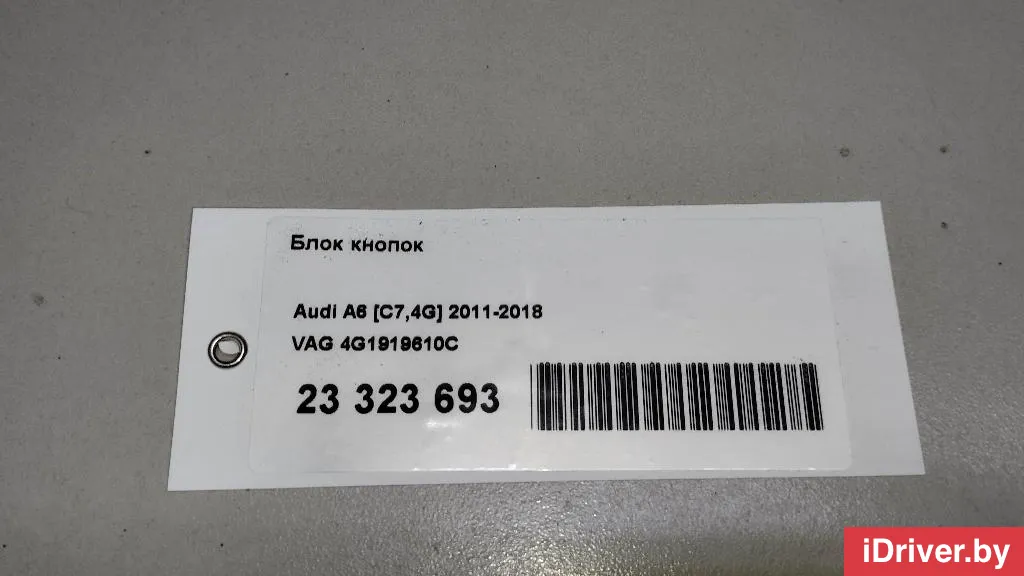 Блок кнопок
Audi A6 [C7,4G] 2011-2018
VAG 4G1919610C
23 323 693
iDriver.by